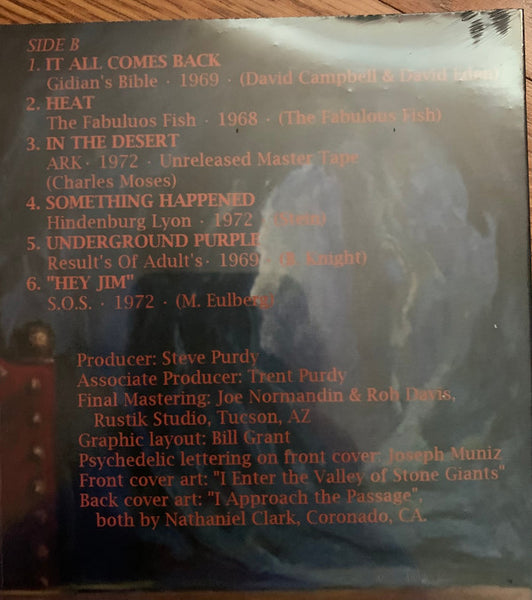 SIDE B
1. IT ALL COMES BACK
Gidian's Bible · 1969 · (David Campbell & David
2. HEAT
The Fabuluos Fish · 1968 · (The Fabulous Fish)
3. IN THE DESERT
ARK · 1972 · Unreleased Master Tape
(Charles Moses)
4. SOMETHING HAPPENED
Hindenburg Lyon · 1972
5. UNDERGROUND PURPLE
Result's Of Adult's · 1969 Knight)
6. "HEY JIM"
S.O.S. · 1972 · (M. Eulberg)
Producer: Steve Purdy
Associate Producer: Trent Purdy
Final Mastering: Joe Normandin & Rob Davis,
Rustik Studio, Tucson, AZ
Graphic layout: Bill Grant
Psychedelic lettering on front cover: Joseph Muniz
Front cover art: "I Enter the Valley of Stone Giants"
Back cover art: "I Approach the Passage",
both by Nathaniel Clark, Coronado, CA.